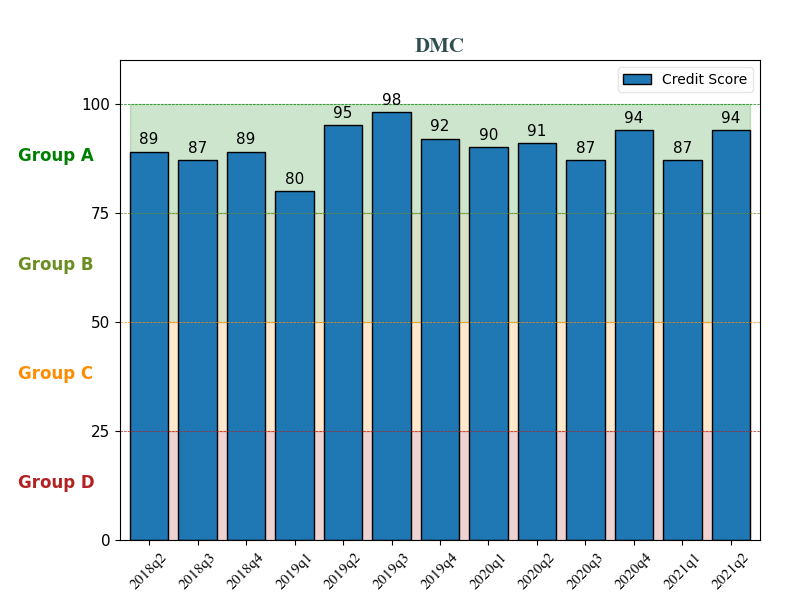 DMC
Credit Score
100
75
50
25
0
Group A
Group B
Group C
Group D
89
87
89
80
95
98
92
90
91
87
94
87
94
2018q2
2018q3
2018q4
2019q1
2019q2
2019q3
2019q4
2020q1
2020q2
2020q3
2020q4
2021q1
2021q2